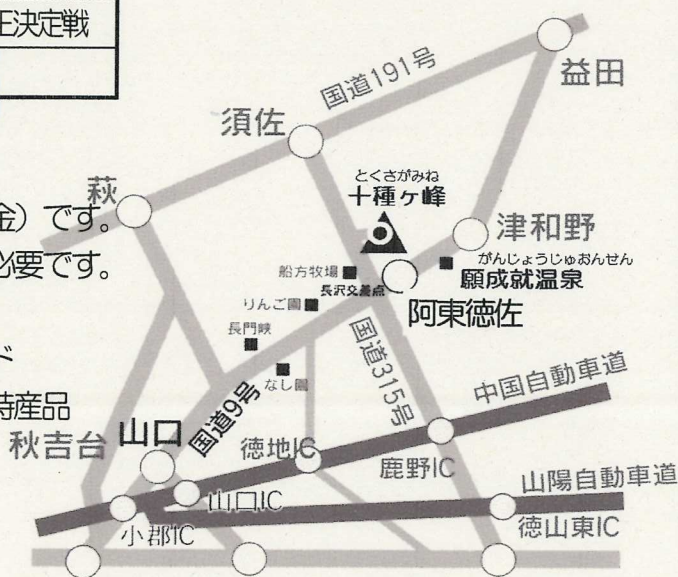 王決定戦
金）です。
必要です。
ド
特産品
益田
国道191号
須佐
萩
とくさがみね
十種ヶ峰
津和野
がんじょうじゅおんせん
願成就温泉
船方牧場
長沢交差点
阿東徳佐
りんご園
長門峡
なし園
国道315号
国道9号
中国自動車道
秋吉台
山口
徳地IC
鹿野IC
山口IC
山陽自動車道
小郡IC
徳山東IC